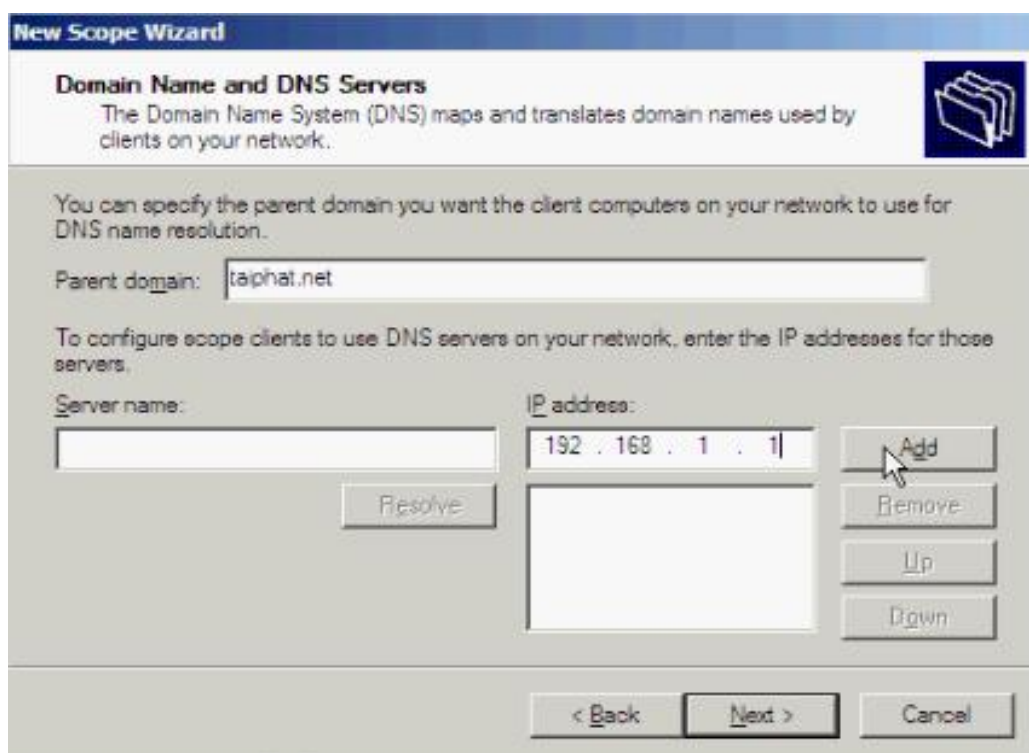 New Scope Wizard
Domain Name and DNS Servers
The Domain Name System (DNS) maps and translates domain names used by
clients on your network.
You can specify the parent domain you want the client computers on your network to use for
DNS name resolution.
Parent domain: taiphat.net
To configure scope clients to use DNS servers on your network, enter the IP addresses for those
servers.
Server name: IP address:
192 . 168 . 1 . 1 Add
Resolve Remove
Up
Down
< Back Next > Cancel